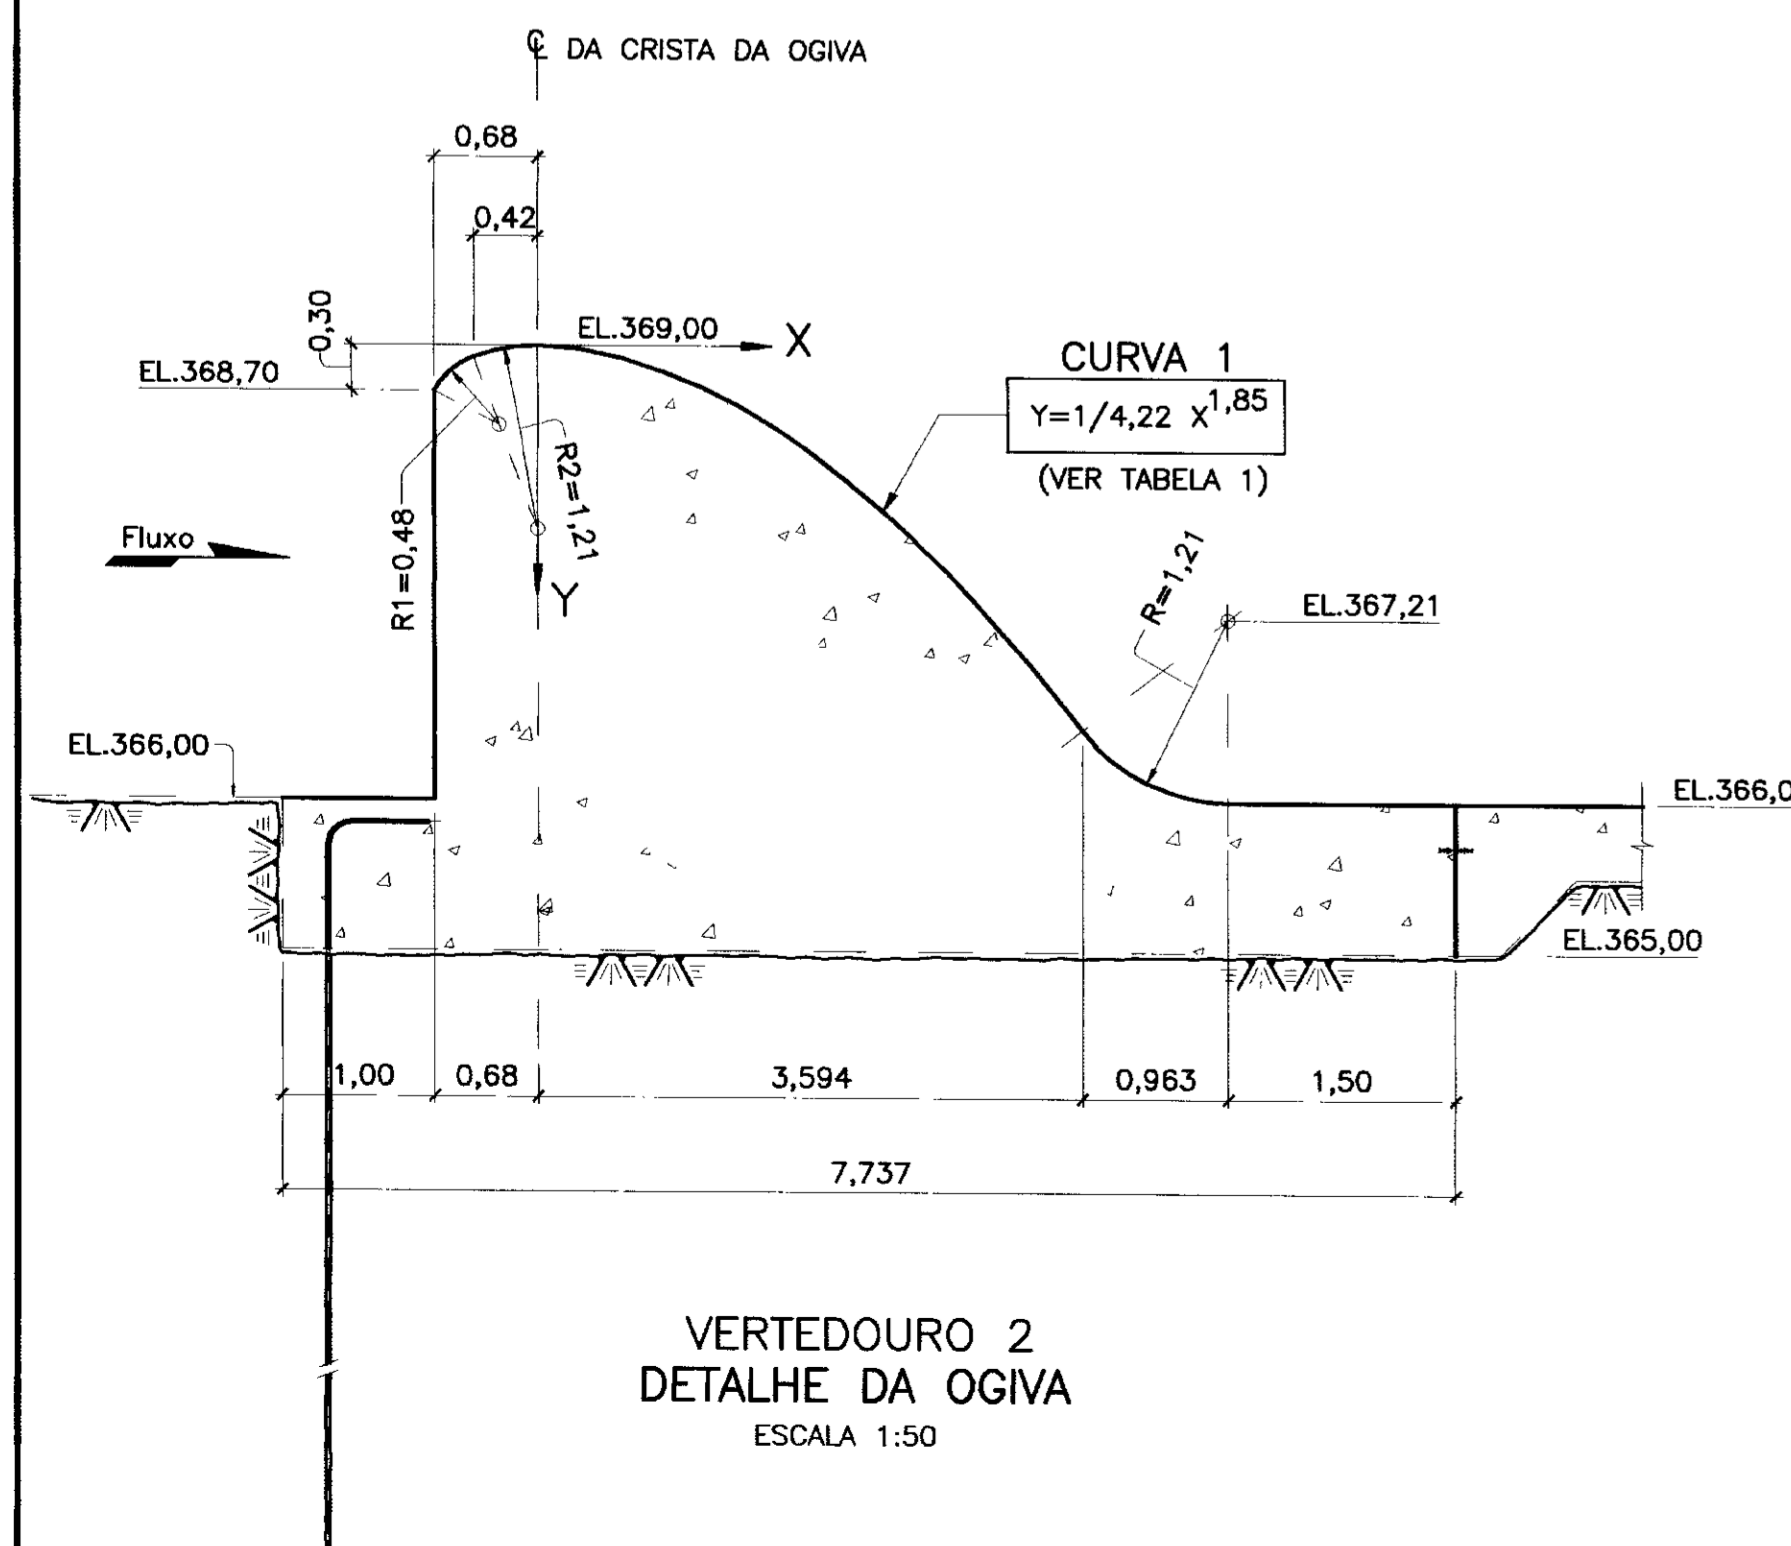 ℄ DA CRISTA DA OGIVA
0,68
0,42
0,30
EL.369,00
X
EL.368,70
CURVA 1
Y=1/4,22 X^1,85
(VER TABELA 1)
R1=0,48
R2=1,21
Fluxo
Y
R=1,21
EL.367,21
EL.366,00
EL.366,0
EL.365,00
1,00
0,68
3,594
0,963
1,50
7,737
VERTEDOURO 2
DETALHE DA OGIVA
ESCALA 1:50